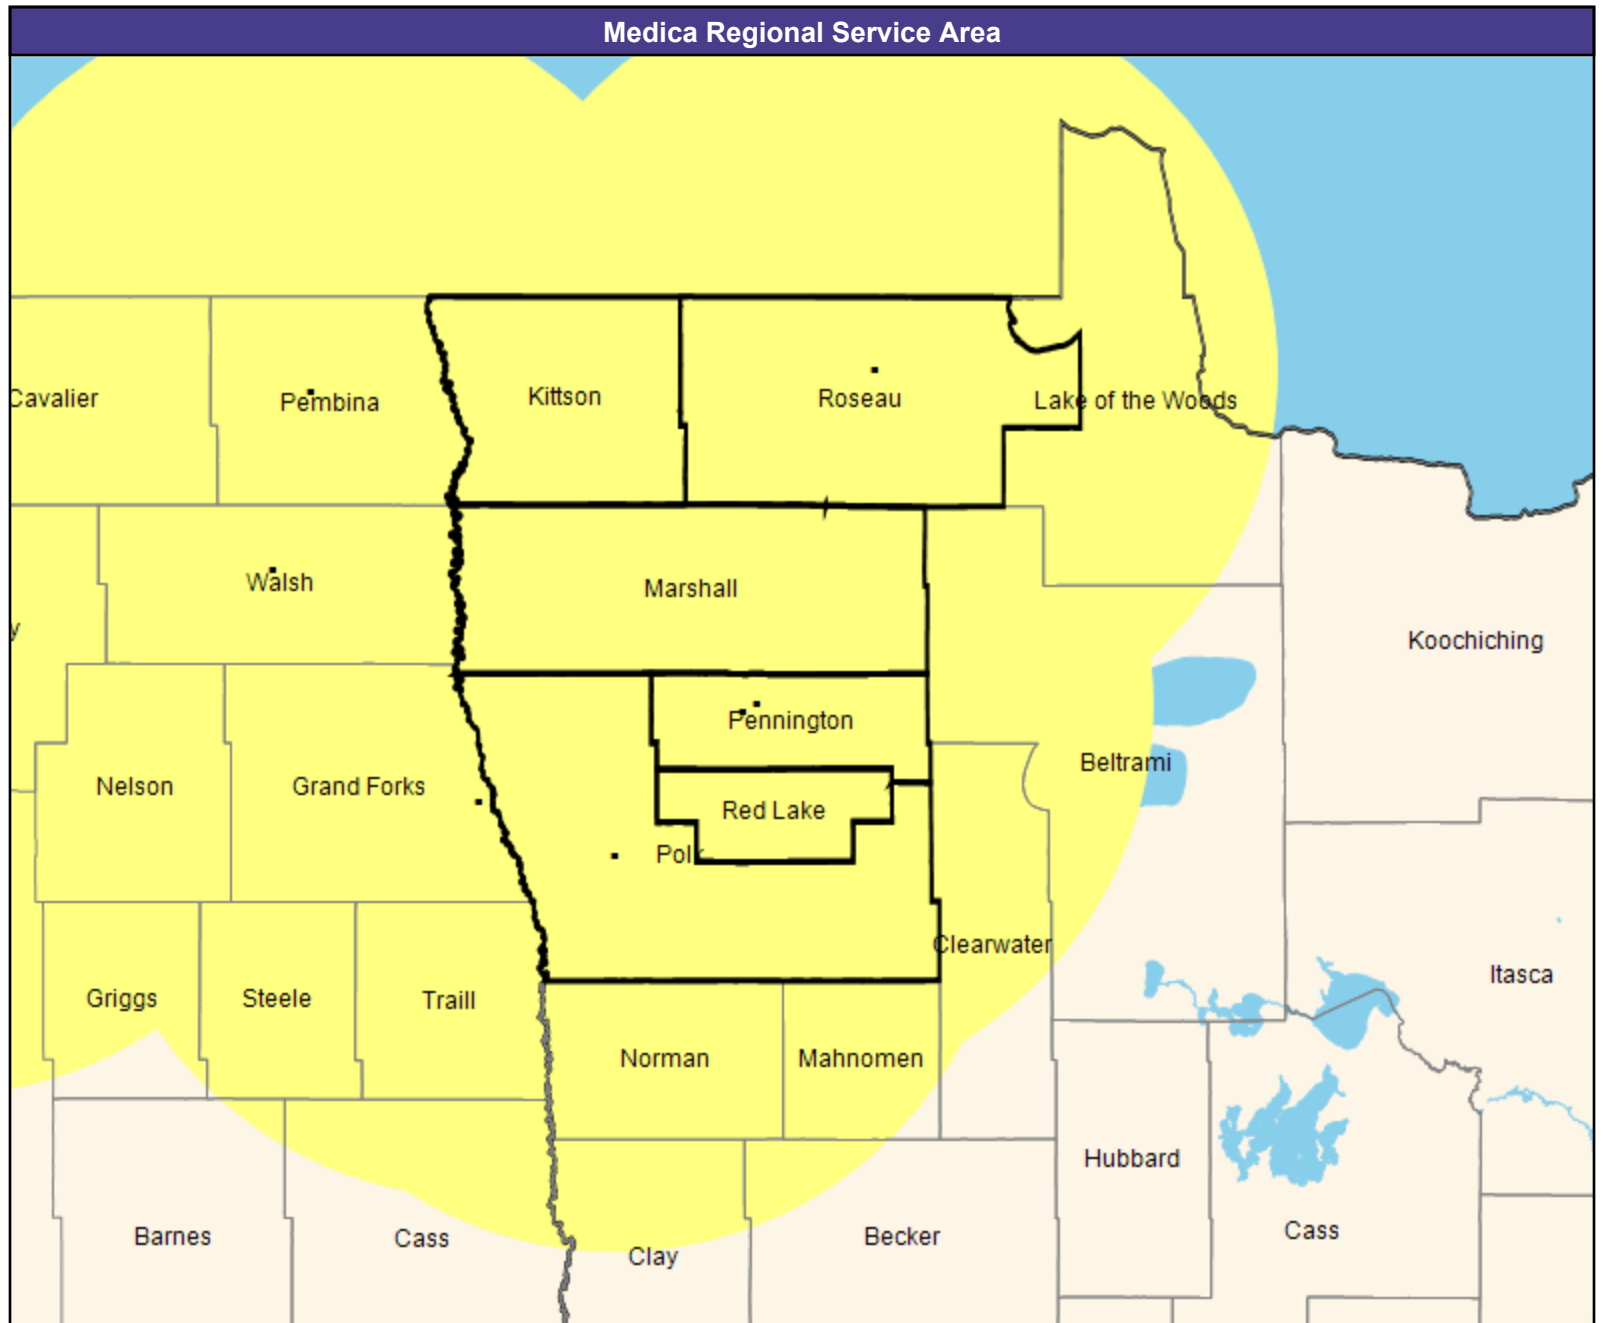 Medica Regional Service Area
Cavalier
Pembina
Kittson
Roseau
Lake of the Woods
Walsh
Marshall
y
Koochiching
Pennington
Beltrami
Nelson
Grand Forks
Red Lake
Polk
Clearwater
Griggs
Steele
Traill
Itasca
Norman
Mahnomen
Hubbard
Barnes
Cass
Clay
Becker
Cass